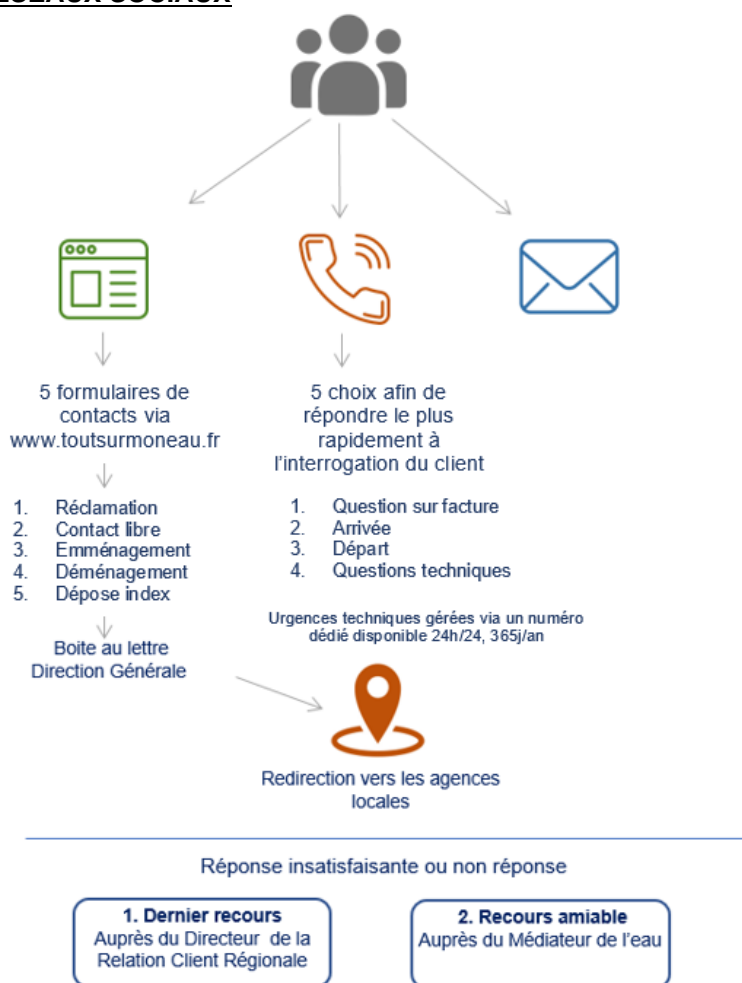 5 formulaires de
contacts via
www.toutsurmoneau.fr
1. Réclamation
2. Contact libre
3. Emménagement
4. Déménagement
5. Dépose index
Boite au lettre
Direction Générale
5 choix afin de
répondre le plus
rapidement à
l'interrogation du client
1. Question sur facture
2. Arrivée
3. Départ
4. Questions techniques
Urgences techniques gérées via un numéro
dédié disponible 24h/24, 365j/an
Redirection vers les agences
locales
Réponse insatisfaisante ou non réponse
1. Dernier recours
Auprès du Directeur de la
Relation Client Régionale
2. Recours amiable
Auprès du Médiateur de l'eau